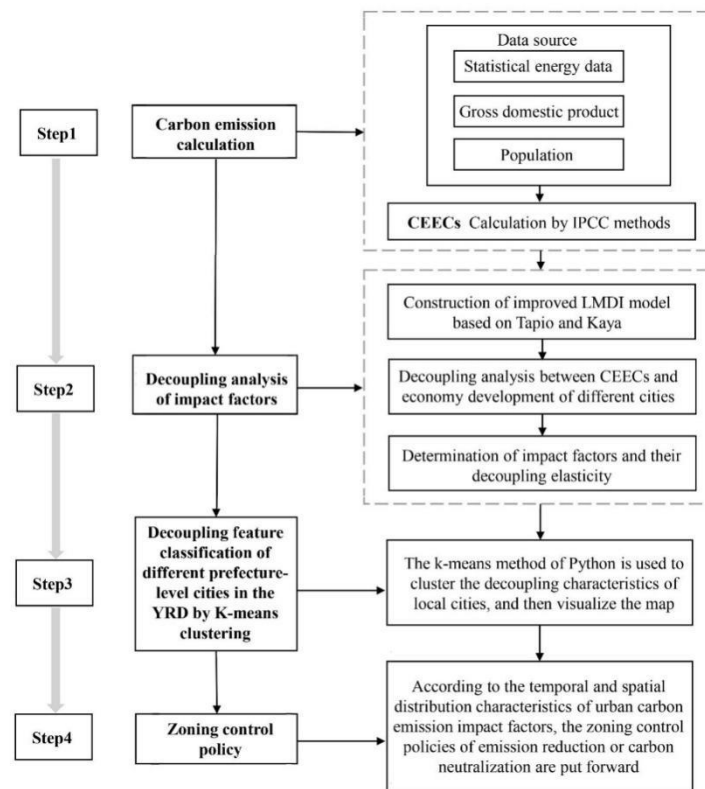 Data source
Statistical energy data
Gross domestic product
Population
CEECs Calculation by IPCC methods
Step1
Carbon emission
calculation
Construction of improved LMDI model
based on Tapio and Kaya
Step2
Decoupling analysis
of impact factors
Decoupling analysis between CEECs and
economy development of different cities
Determination of impact factors and their
decoupling elasticity
Step3
Decoupling feature
classification of
different prefecture-
level cities in the
YRD by K-means
clustering
The k-means method of Python is used to
cluster the decoupling characteristics of
local cities, and then visualize the map
Step4
Zoning control
policy
According to the temporal and spatial
distribution characteristics of urban carbon
emission impact factors, the zoning control
policies of emission reduction or carbon
neutralization are put forward